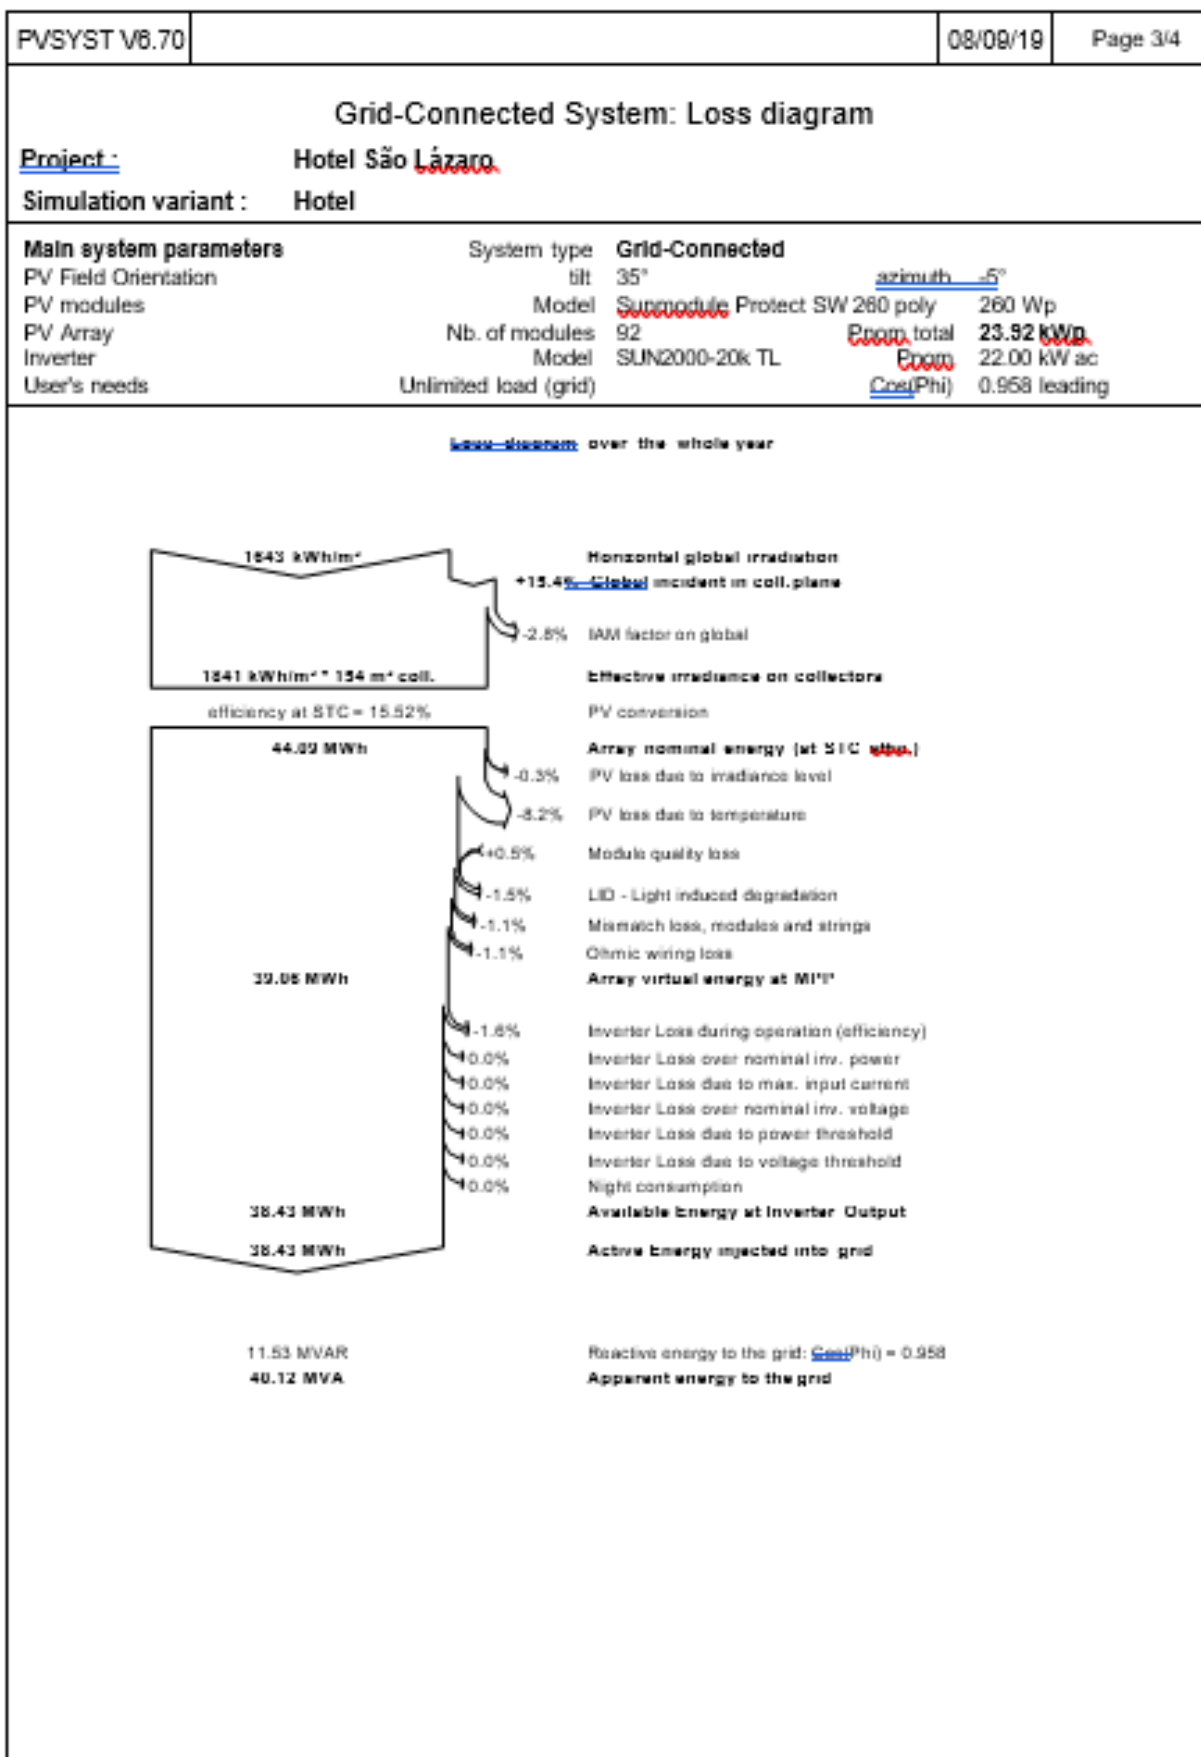 PVSYST V6.70 08/09/19 Page 3/4
Grid-Connected System: Loss diagram
Project : Hotel São Lázaro
Simulation variant : Hotel
Main system parameters System type Grid-Connected
PV Field Orientation tilt 35° azimuth -5°
PV modules Model Sunmodule Protect SW 260 poly 260 Wp
PV Array Nb. of modules 92 Pnom total 23.92 kWp
Inverter Model SUN2000-20k TL Pnom 22.00 kW ac
User's needs Unlimited load (grid) Cos(Phi) 0.958 leading
Loss diagram over the whole year
1643 kWh/m² Horizontal global irradiation
+15.4% Global incident in coll.plane
-2.8% IAM factor on global
1841 kWh/m² * 154 m² coll. Effective irradiance on collectors
efficiency at STC = 15.52% PV conversion
44.09 MWh Array nominal energy (at STC effic.)
-0.3% PV loss due to irradiance level
-8.2% PV loss due to temperature
+0.5% Module quality loss
-1.5% LID - Light induced degradation
-1.1% Mismatch loss, modules and strings
-1.1% Ohmic wiring loss
39.06 MWh Array virtual energy at MPP
-1.6% Inverter Loss during operation (efficiency)
0.0% Inverter Loss over nominal inv. power
0.0% Inverter Loss due to max. input current
0.0% Inverter Loss over nominal inv. voltage
0.0% Inverter Loss due to power threshold
0.0% Inverter Loss due to voltage threshold
0.0% Night consumption
38.43 MWh Available Energy at Inverter Output
38.43 MWh Active Energy injected into grid
11.53 MVAR Reactive energy to the grid: Cos(Phi) = 0.958
40.12 MVA Apparent energy to the grid